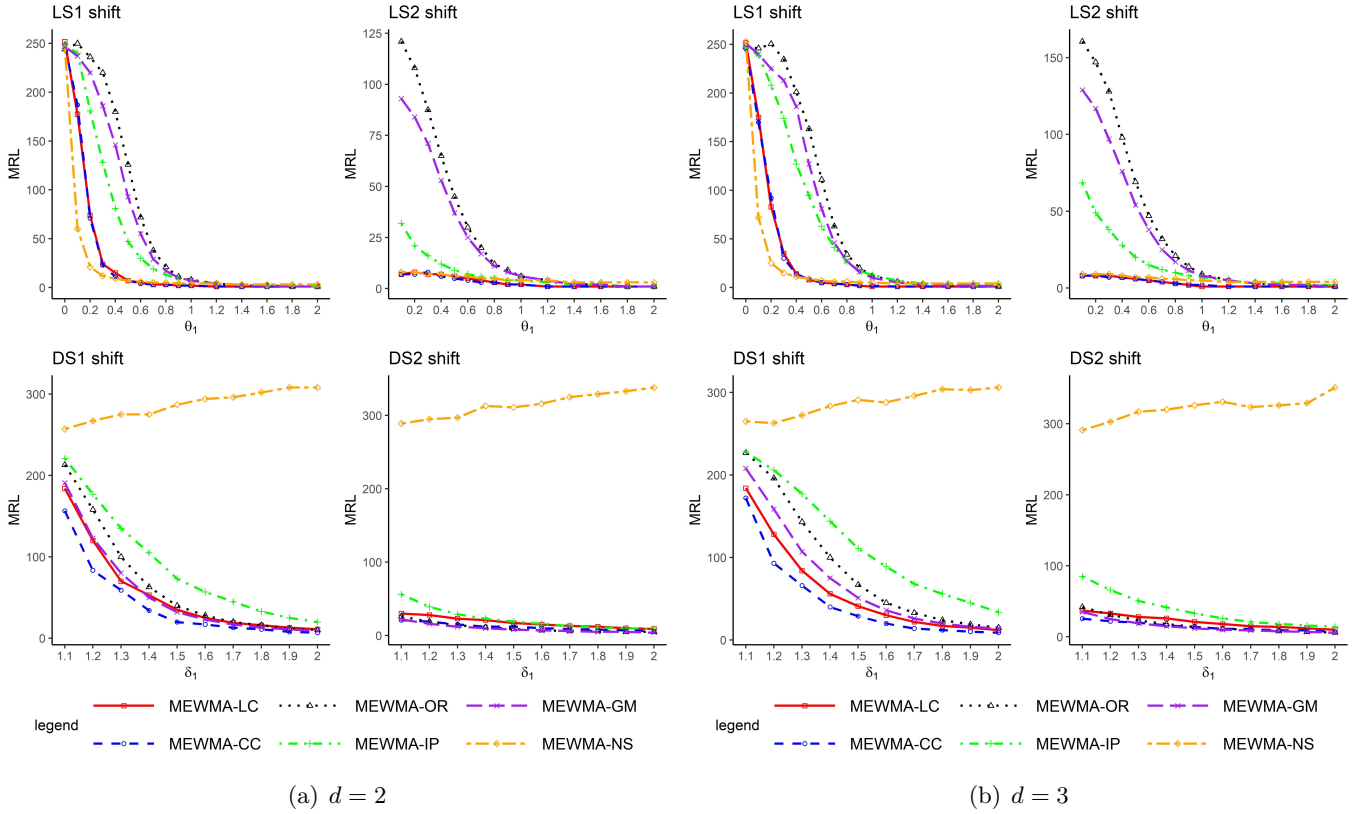 LS1 shift
250
200
150
100
50
0
MRL
0 0.2 0.4 0.6 0.8 1 1.2 1.4 1.6 1.8 2
θ1
LS2 shift
125
100
75
50
25
0
MRL
0.2 0.4 0.6 0.8 1 1.2 1.4 1.6 1.8 2
θ1
DS1 shift
300
200
100
0
MRL
1.1 1.2 1.3 1.4 1.5 1.6 1.7 1.8 1.9 2
δ1
DS2 shift
300
200
100
0
MRL
1.1 1.2 1.3 1.4 1.5 1.6 1.7 1.8 1.9 2
δ1
legend
MEWMA-LC MEWMA-OR MEWMA-GM
MEWMA-CC MEWMA-IP MEWMA-NS
(a) d = 2
LS1 shift
250
200
150
100
50
0
MRL
0 0.2 0.4 0.6 0.8 1 1.2 1.4 1.6 1.8 2
θ1
LS2 shift
150
100
50
0
MRL
0.2 0.4 0.6 0.8 1 1.2 1.4 1.6 1.8 2
θ1
DS1 shift
300
200
100
0
MRL
1.1 1.2 1.3 1.4 1.5 1.6 1.7 1.8 1.9 2
δ1
DS2 shift
300
200
100
0
MRL
1.1 1.2 1.3 1.4 1.5 1.6 1.7 1.8 1.9 2
δ1
legend
MEWMA-LC MEWMA-OR MEWMA-GM
MEWMA-CC MEWMA-IP MEWMA-NS
(b) d = 3